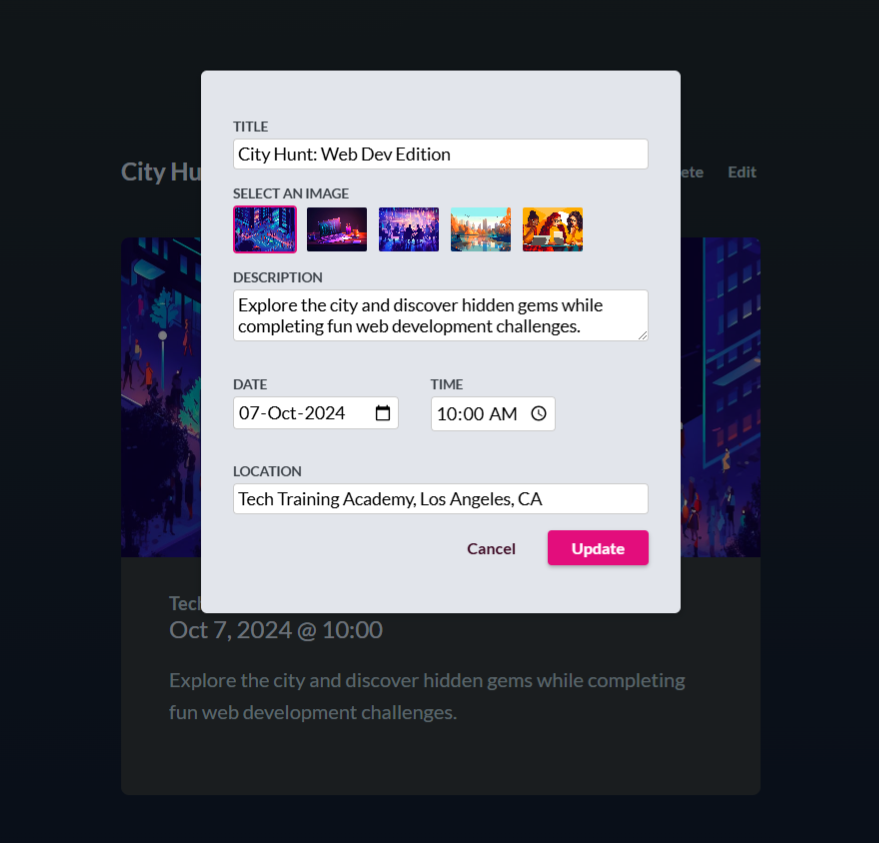 TITLE
City Hunt: Web Dev Edition
City Hu
ete Edit
SELECT AN IMAGE
DESCRIPTION
Explore the city and discover hidden gems while
completing fun web development challenges.
DATE TIME
07-Oct-2024 10:00 AM
LOCATION
Tech Training Academy, Los Angeles, CA
Cancel Update
Tech
Oct 7, 2024 @ 10:00
Explore the city and discover hidden gems while completing
fun web development challenges.